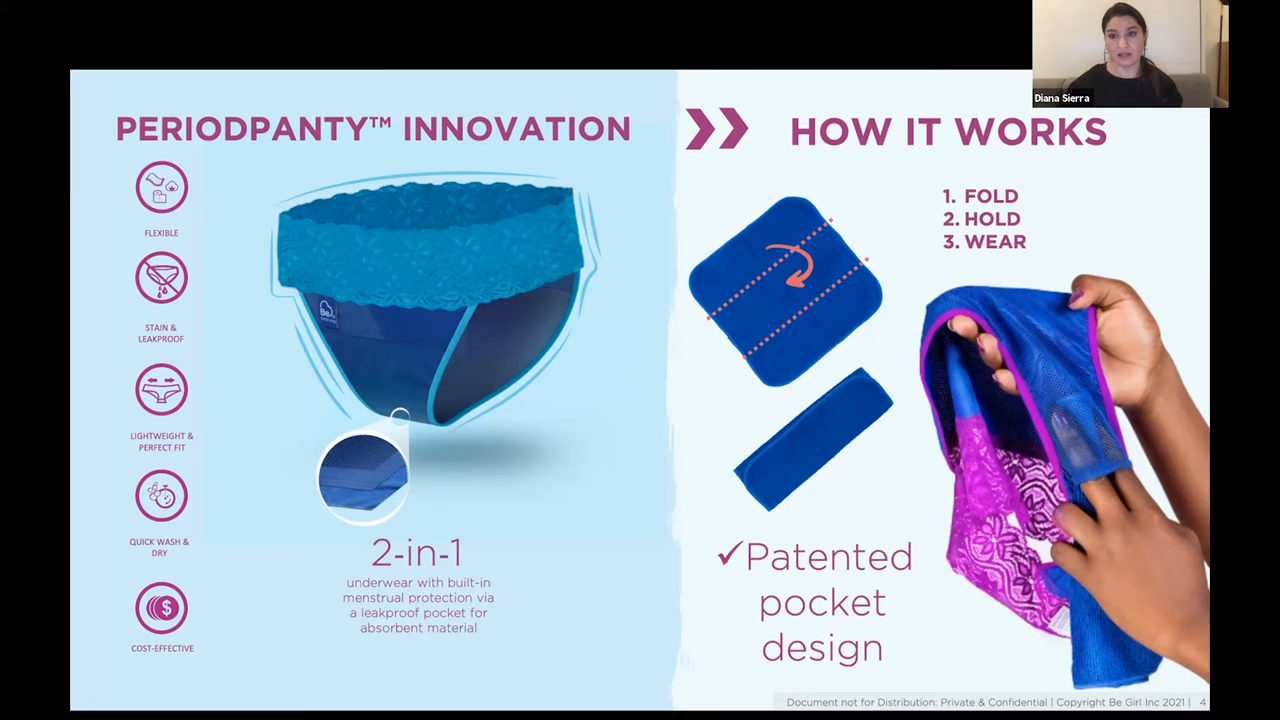 Diana Sierra
PERIODPANTY™ INNOVATION
FLEXIBLE
STAIN &
LEAKPROOF
LIGHTWEIGHT &
PERFECT FIT
QUICK WASH &
DRY
COST-EFFECTIVE
Be
2-in-1
underwear with built-in
menstrual protection via
a leakproof pocket for
absorbent material
HOW IT WORKS
1. FOLD
2. HOLD
3. WEAR
✓Patented
pocket
design
Document not for Distribution: Private & Confidential | Copyright Be Girl Inc 2021 | 4